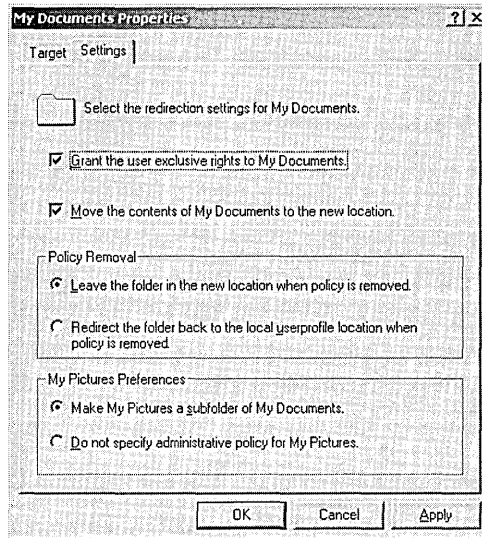 My Documents Properties ? ×
Target Settings
Select the redirection settings for My Documents.
Grant the user exclusive rights to My Documents.
Move the contents of My Documents to the new location.
Policy Removal
Leave the folder in the new location when policy is removed.
Redirect the folder back to the local userprofile location when
policy is removed
My Pictures Preferences
Make My Pictures a subfolder of My Documents.
Do not specify administrative policy for My Pictures.
OK Cancel Apply